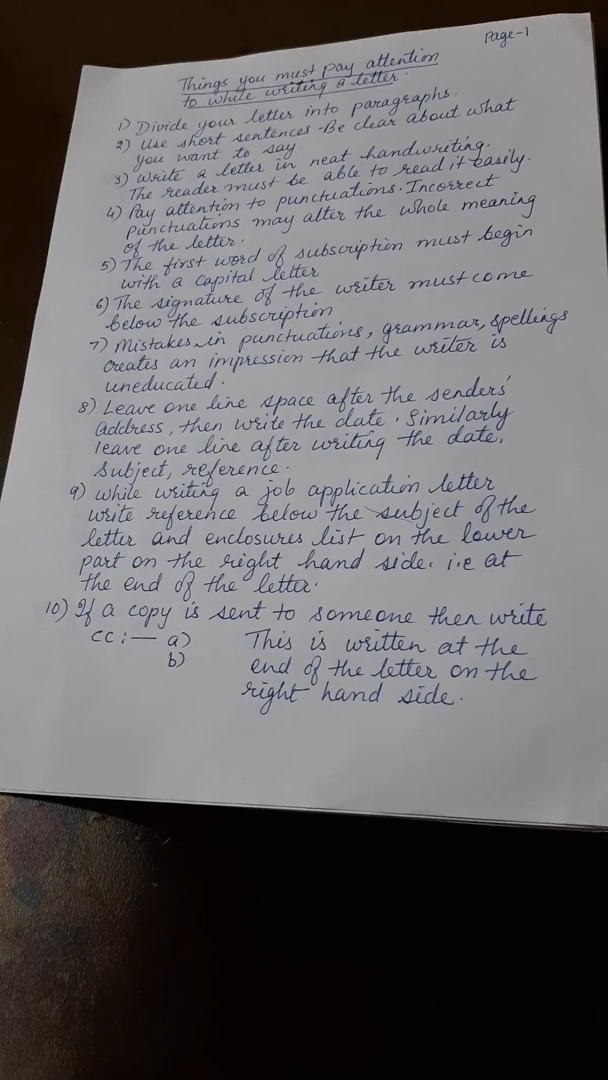 Page-1
Things you must pay attention
to while writing a letter.
1) Divide your letter into paragraphs.
2) Use short sentences. Be clear about what
you want to say
3) Write a letter in neat handwriting.
The reader must be able to read it easily.
4) Pay attention to punctuations. Incorrect
punctuations may alter the whole meaning
of the letter.
5) The first word of subscription must begin
with a capital letter
6) The signature of the writer must come
below the subscription
7) Mistakes in punctuations, grammar, spellings
creates an impression that the writer is
uneducated.
8) Leave one line space after the senders'
address, then write the date. Similarly
leave one line after writing the date,
subject, reference.
9) while writing a job application letter
write reference below the subject of the
letter and enclosures list on the lower
part on the right hand side. i.e at
the end of the letter.
10) If a copy is sent to someone then write
cc :— a) This is written at the
b) end of the letter on the
right hand side.